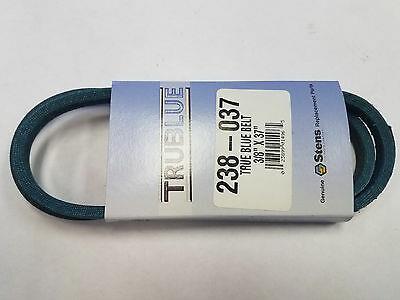 TRUBLUE
238-037
TRUE BLUE BELT
3/8" X 37"
Genuine
Stens
Replacement Parts